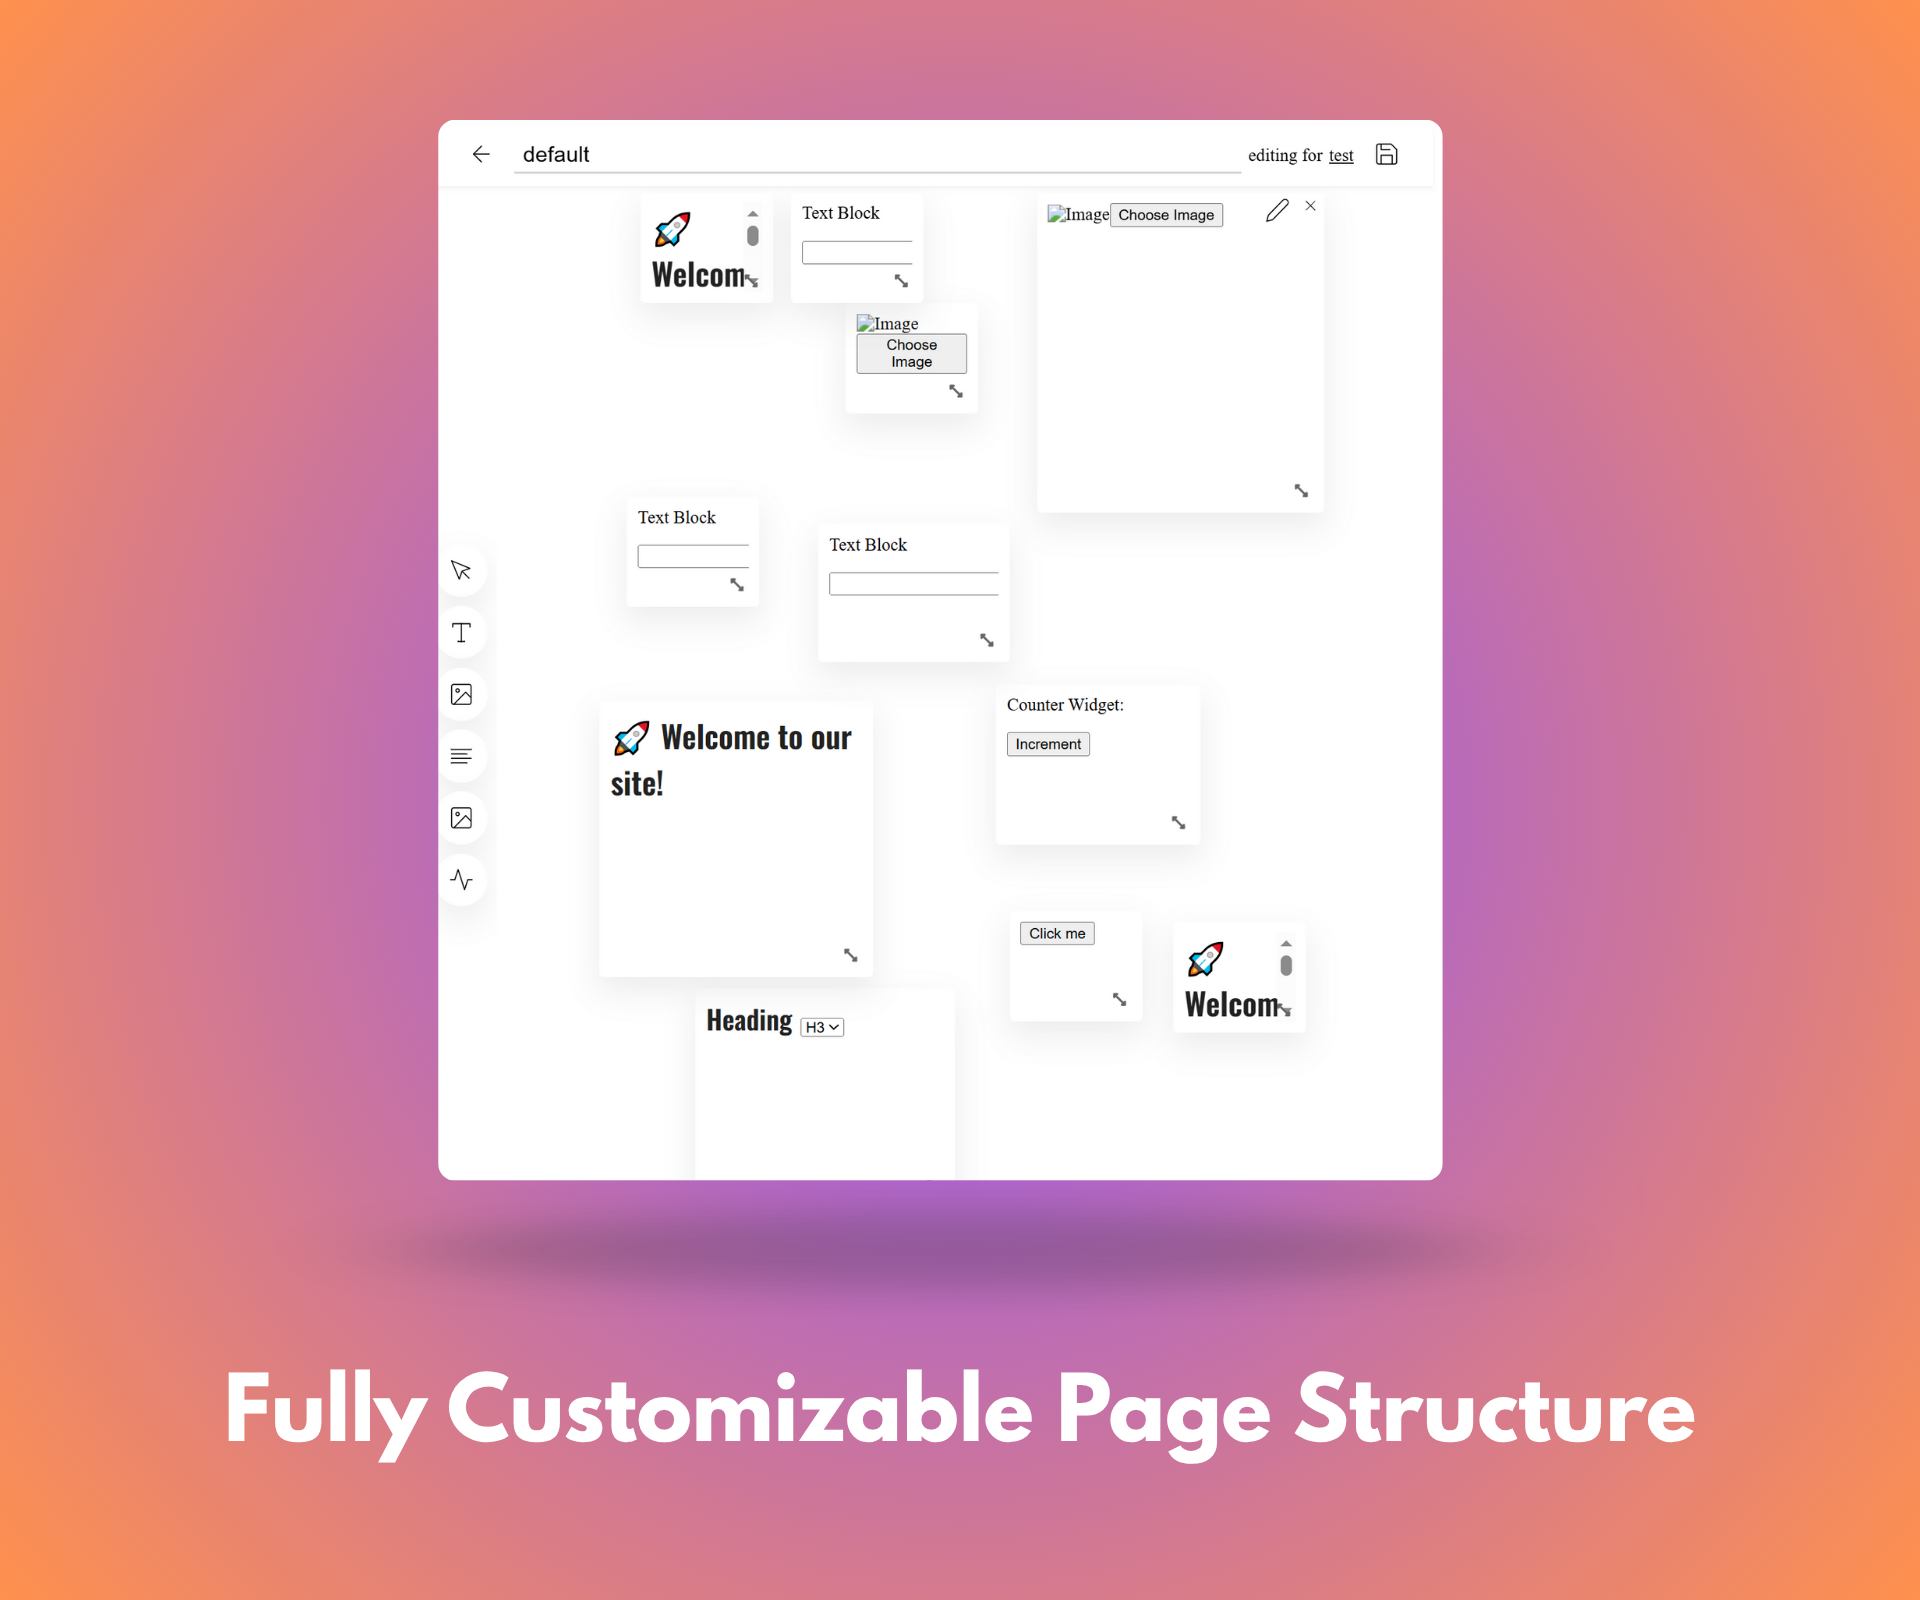 default
editing for test
Welcom
Text Block
Image Choose Image
Image
Choose
Image
Text Block
Text Block
Welcome to our
site!
Counter Widget:
Increment
Click me
Welcom
Heading H3
Fully Customizable Page Structure